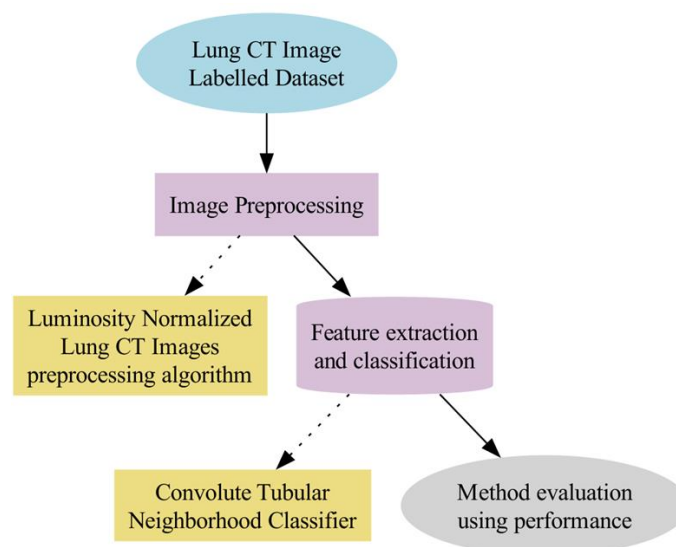 Lung CT Image
Labelled Dataset
Image Preprocessing
Luminosity Normalized
Lung CT Images
preprocessing algorithm
Feature extraction
and classification
Convolute Tubular
Neighborhood Classifier
Method evaluation
using performance